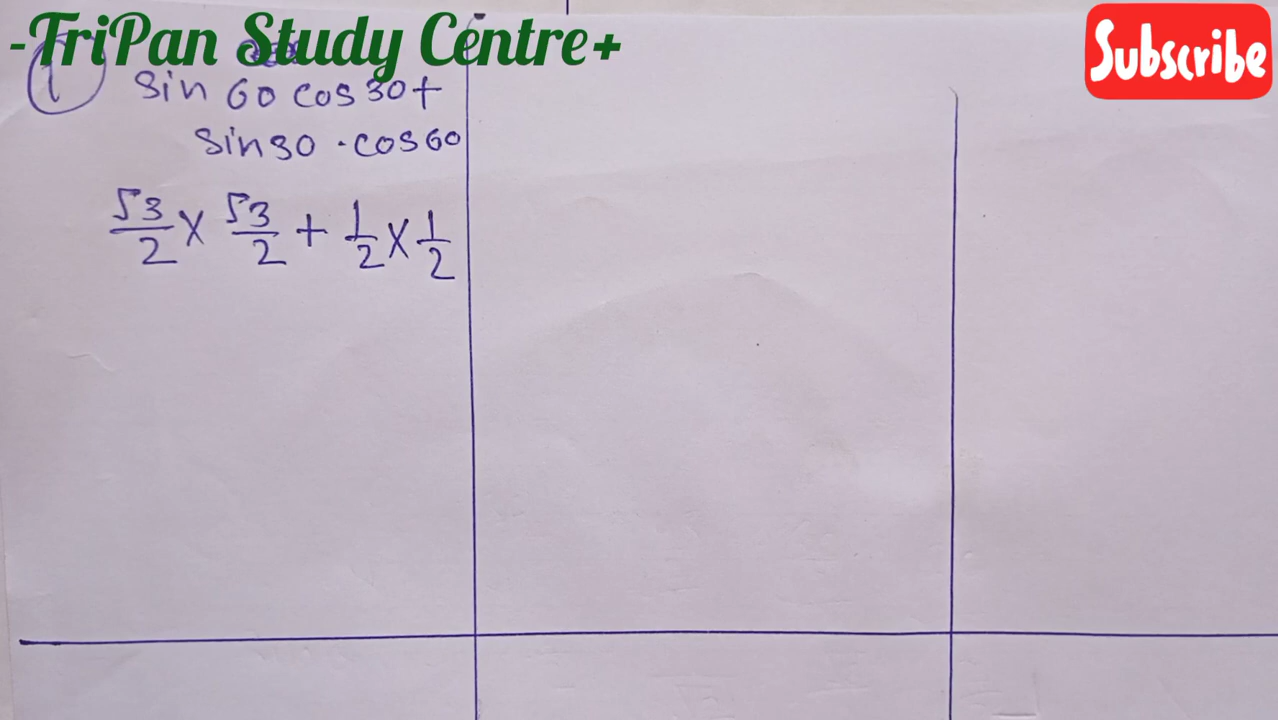 -TriPan Study Centre+
Subscribe
1 sin 60 cos 30 +
sin 30 · cos 60
√3/2 × √3/2 + 1/2 × 1/2